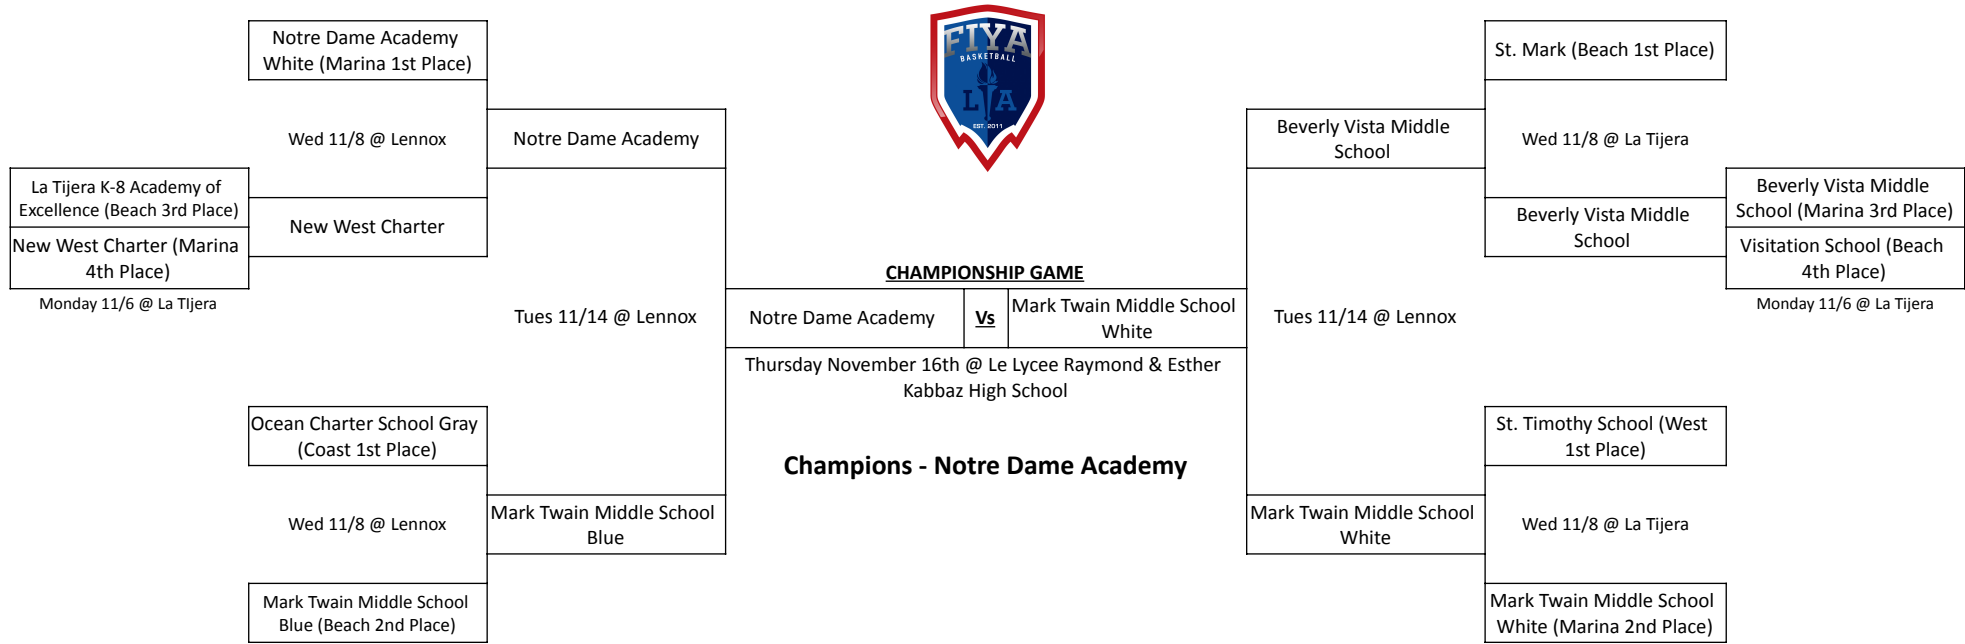 Notre Dame Academy
White (Marina 1st Place)
Wed 11/8 @ Lennox
Notre Dame Academy
La Tijera K-8 Academy of
Excellence (Beach 3rd Place)
New West Charter
New West Charter (Marina
4th Place)
Monday 11/6 @ La TIjera
Tues 11/14 @ Lennox
Ocean Charter School Gray
(Coast 1st Place)
Wed 11/8 @ Lennox
Mark Twain Middle School
Blue
Mark Twain Middle School
Blue (Beach 2nd Place)
FIYA
BASKETBALL
LA
EST. 2011
CHAMPIONSHIP GAME
Notre Dame Academy
Vs
Mark Twain Middle School
White
Thursday November 16th @ Le Lycee Raymond & Esther
Kabbaz High School
Champions - Notre Dame Academy
St. Mark (Beach 1st Place)
Beverly Vista Middle
School
Wed 11/8 @ La Tijera
Beverly Vista Middle
School
Beverly Vista Middle
School (Marina 3rd Place)
Visitation School (Beach
4th Place)
Monday 11/6 @ La Tijera
Tues 11/14 @ Lennox
St. Timothy School (West
1st Place)
Mark Twain Middle School
White
Wed 11/8 @ La Tijera
Mark Twain Middle School
White (Marina 2nd Place)